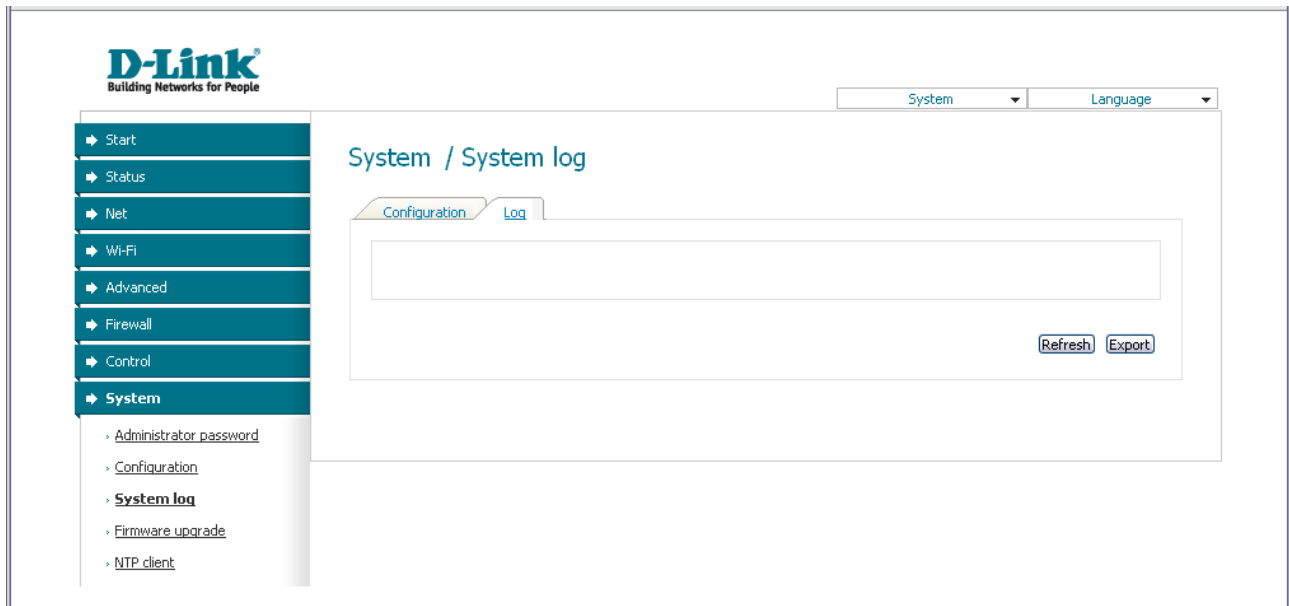 D-Link®
Building Networks for People
System
Language
Start
Status
Net
Wi-Fi
Advanced
Firewall
Control
System
Administrator password
Configuration
System log
Firmware upgrade
NTP client
System / System log
Configuration
Log
Refresh Export